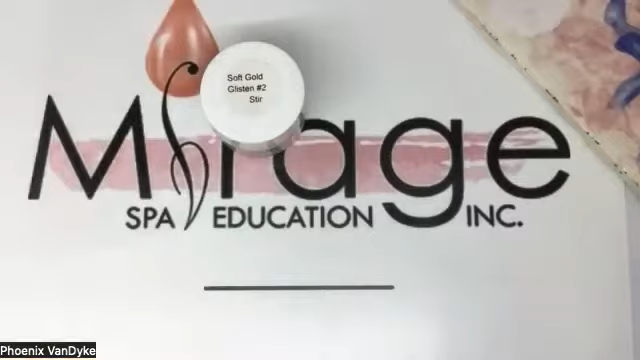 Soft Gold
Glisten #2
Stir
Mirage
SPA EDUCATION INC.
Phoenix VanDyke